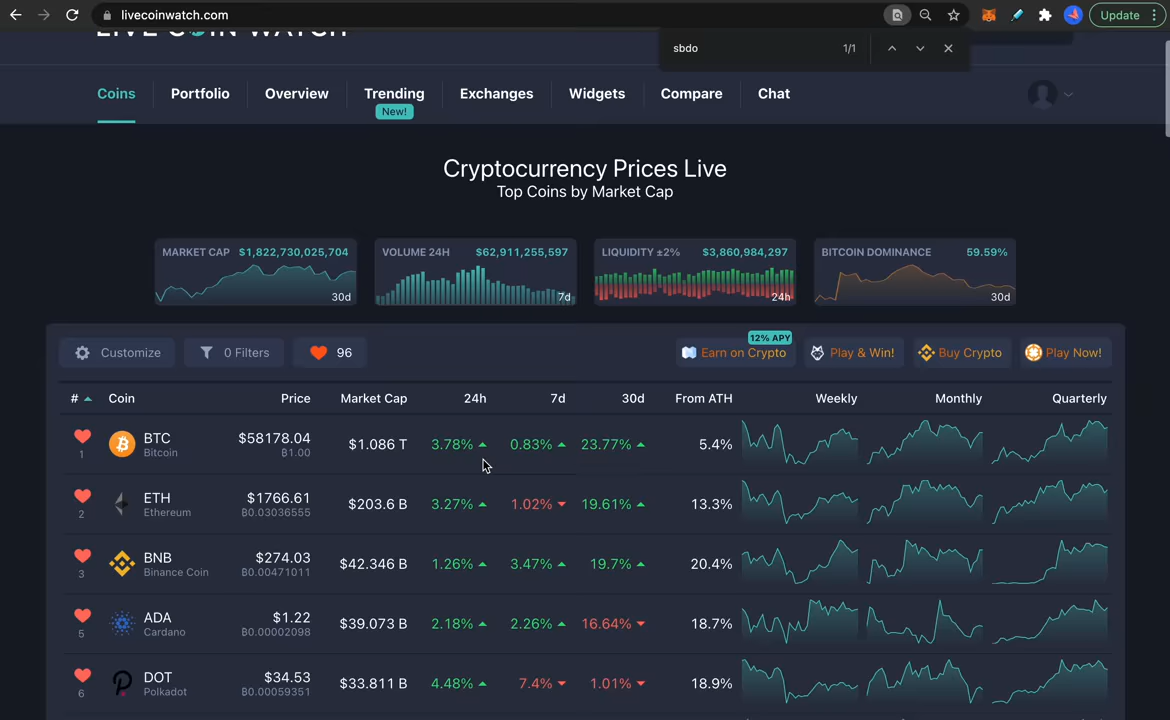 livecoinwatch.com
Update
LIVE COIN WATCH
sbdo 1/1
Coins Portfolio Overview Trending Exchanges Widgets Compare Chat
New!
Cryptocurrency Prices Live
Top Coins by Market Cap
MARKET CAP $1,822,730,025,704
30d
VOLUME 24H $62,911,255,597
7d
LIQUIDITY ±2% $3,860,984,297
24h
BITCOIN DOMINANCE 59.59%
30d
12% APY
Customize 0 Filters 96 Earn on Crypto Play & Win! Buy Crypto Play Now!
# Coin Price Market Cap 24h 7d 30d From ATH Weekly Monthly Quarterly
BTC $58178.04 $1.086 T 3.78% 0.83% 23.77% 5.4%
1 Bitcoin ₿1.00
ETH $1766.61 $203.6 B 3.27% 1.02% 19.61% 13.3%
2 Ethereum ₿0.03036555
BNB $274.03 $42.346 B 1.26% 3.47% 19.7% 20.4%
3 Binance Coin ₿0.00471011
ADA $1.22 $39.073 B 2.18% 2.26% 16.64% 18.7%
5 Cardano ₿0.00002098
DOT $34.53 $33.811 B 4.48% 7.4% 1.01% 18.9%
6 Polkadot ₿0.00059351